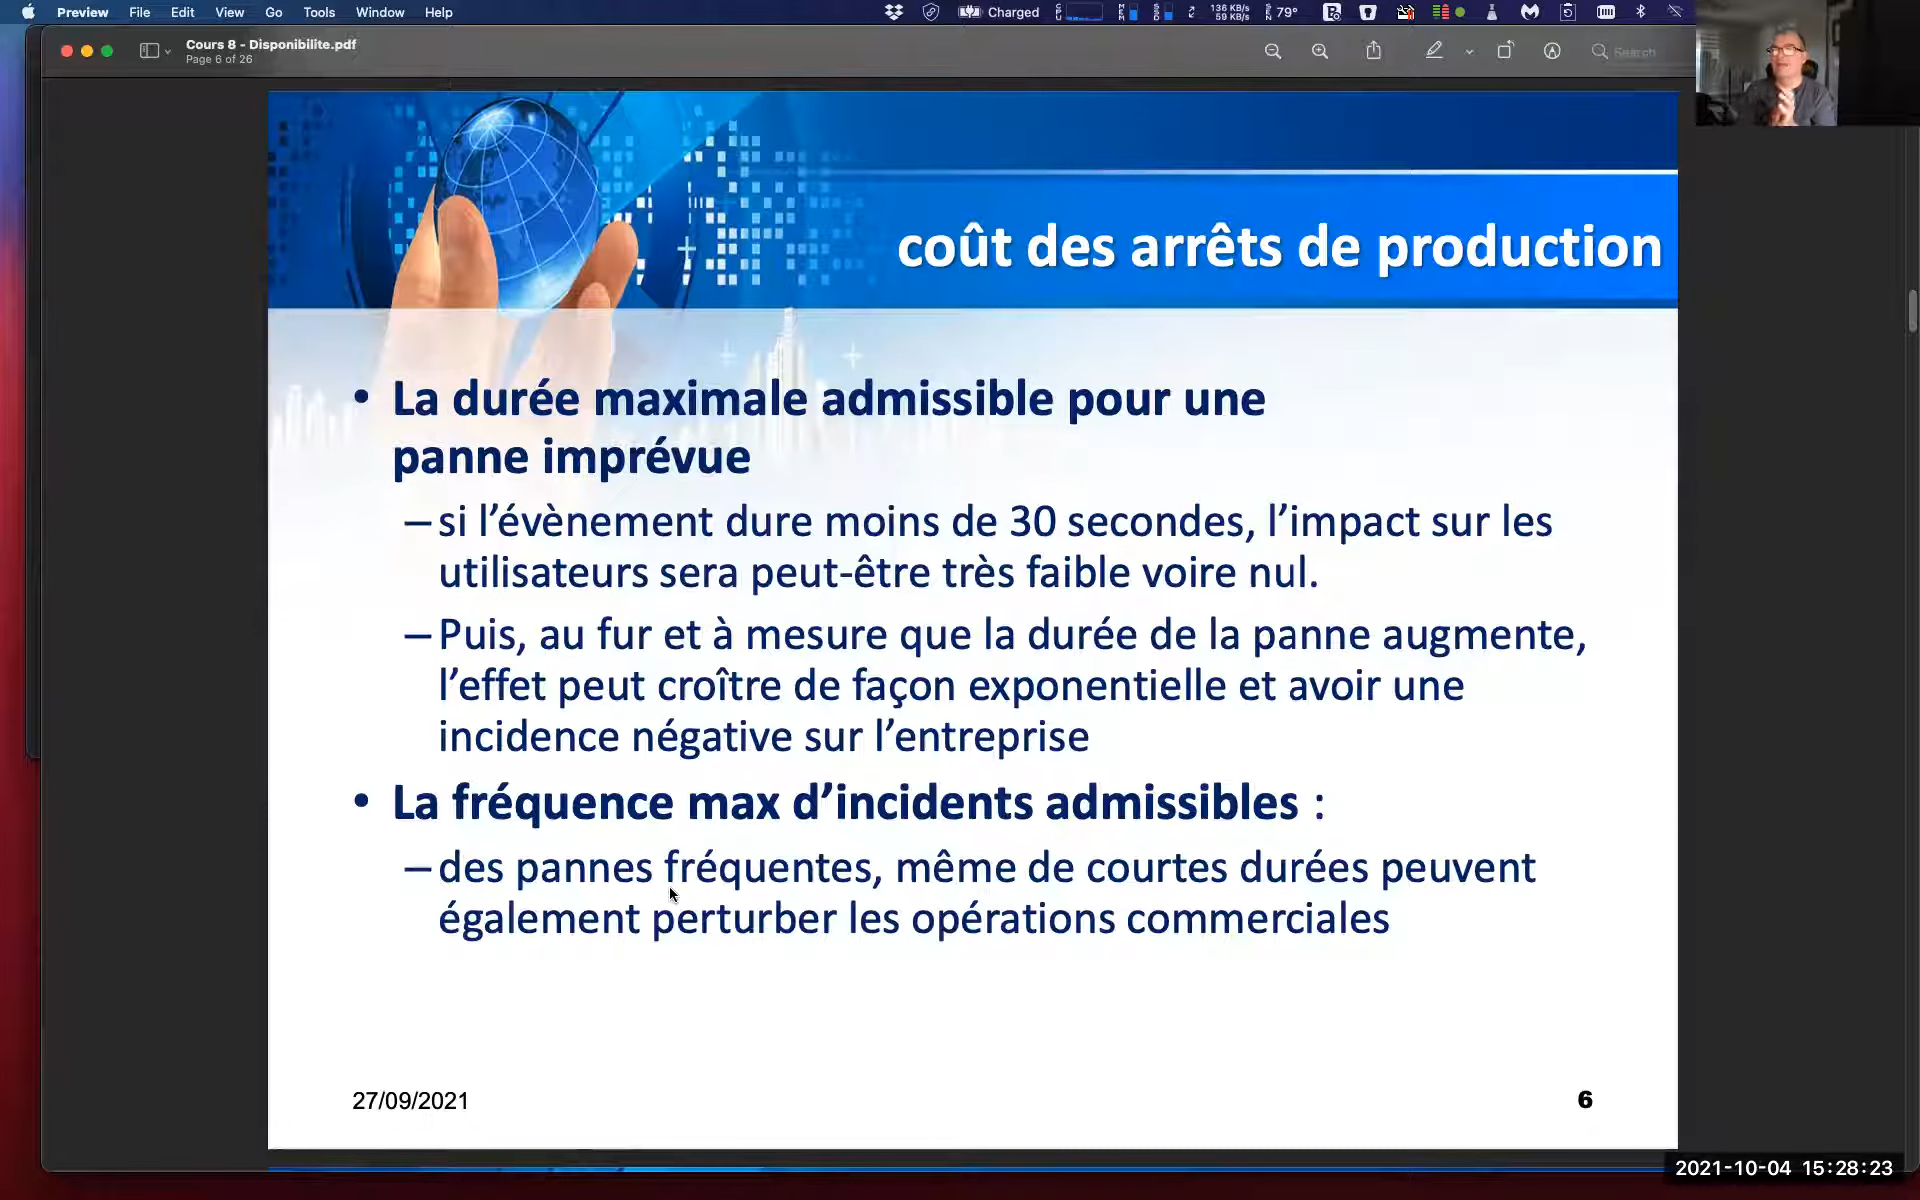 Preview File Edit View Go Tools Window Help
Charged
136 KB/s
59 KB/s
79°
Cours 8 - Disponibilite.pdf
Page 6 of 26
Search
coût des arrêts de production
• La durée maximale admissible pour une
panne imprévue
– si l’évènement dure moins de 30 secondes, l’impact sur les
utilisateurs sera peut-être très faible voire nul.
– Puis, au fur et à mesure que la durée de la panne augmente,
l’effet peut croître de façon exponentielle et avoir une
incidence négative sur l’entreprise
• La fréquence max d’incidents admissibles :
– des pannes fréquentes, même de courtes durées peuvent
également perturber les opérations commerciales
27/09/2021
6
2021-10-04 15:28:23